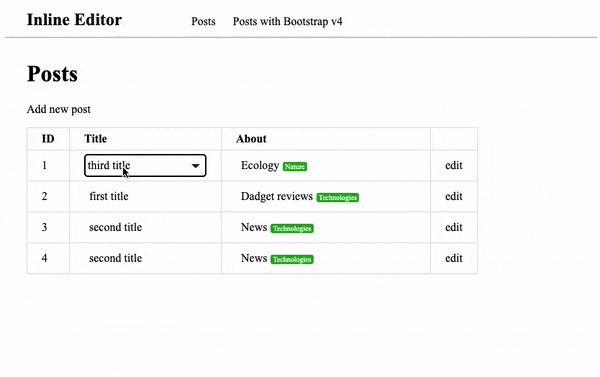 Inline Editor Posts Posts with Bootstrap v4
Posts
Add new post
ID Title About
1 third title Ecology Nature edit
2 first title Dadget reviews Technologies edit
3 second title News Technologies edit
4 second title News Technologies edit